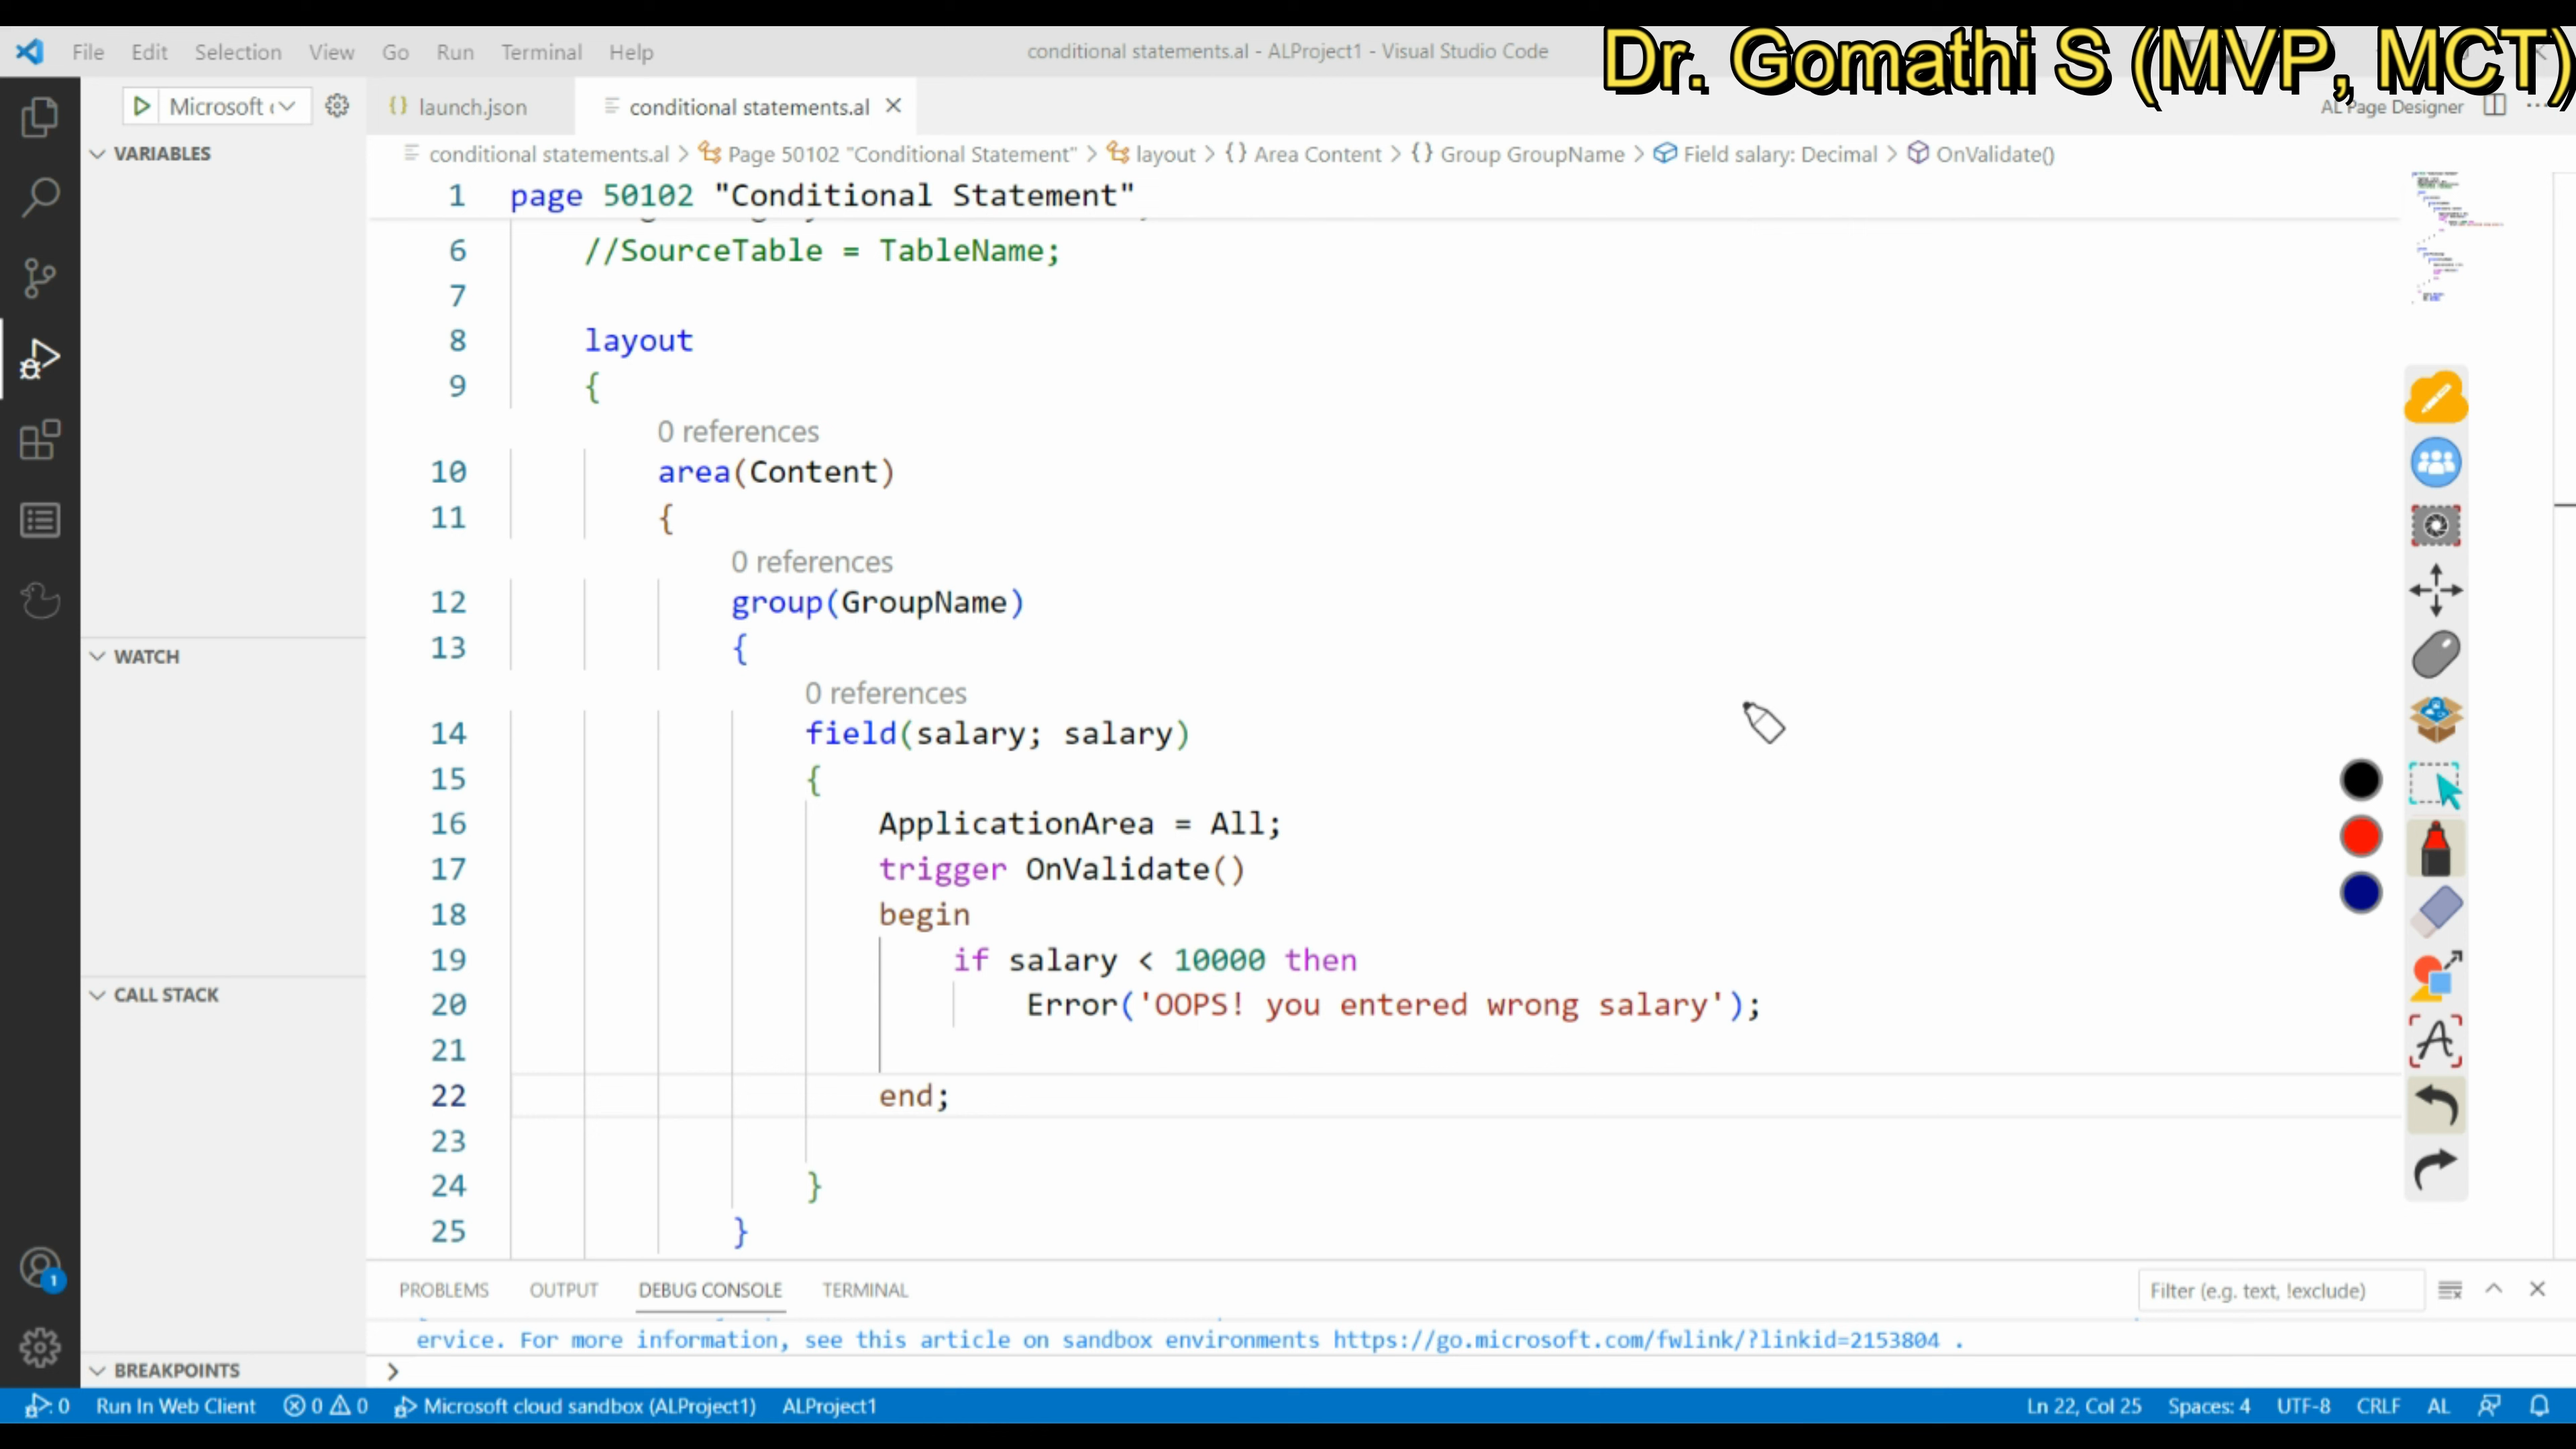 Dr. Gomathi S (MVP, MCT)
File Edit Selection View Go Run Terminal Help
conditional statements.al - ALProject1 - Visual Studio Code
launch.json
conditional statements.al
AL Page Designer
VARIABLES
conditional statements.al > Page 50102 "Conditional Statement" > layout > {} Area Content > {} Group GroupName > Field salary: Decimal > OnValidate()
1 page 50102 "Conditional Statement"
6 //SourceTable = TableName;
7
8 layout
9 {
0 references
10 area(Content)
11 {
0 references
12 group(GroupName)
13 {
0 references
14 field(salary; salary)
15 {
16 ApplicationArea = All;
17 trigger OnValidate()
18 begin
19 if salary < 10000 then
20 Error('OOPS! you entered wrong salary');
21
22 end;
23
24 }
25 }
WATCH
CALL STACK
BREAKPOINTS
PROBLEMS OUTPUT DEBUG CONSOLE TERMINAL
Filter (e.g. text, !exclude)
ervice. For more information, see this article on sandbox environments https://go.microsoft.com/fwlink/?linkid=2153804 .
>
1
0 Run In Web Client 0 0 Microsoft cloud sandbox (ALProject1) ALProject1
Ln 22, Col 25 Spaces: 4 UTF-8 CRLF AL